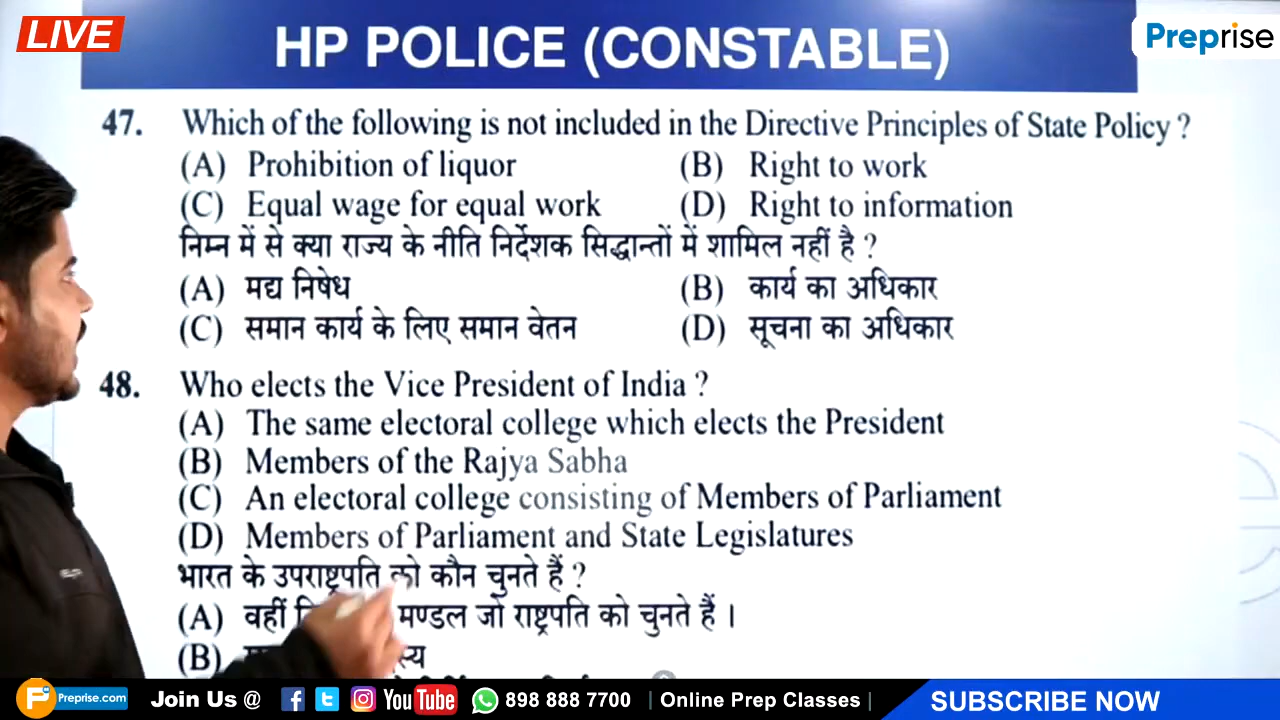 LIVE
HP POLICE (CONSTABLE)
Preprise
47. Which of the following is not included in the Directive Principles of State Policy ?
(A) Prohibition of liquor (B) Right to work
(C) Equal wage for equal work (D) Right to information
निम्न में से क्या राज्य के नीति निर्देशक सिद्धान्तों में शामिल नहीं है ?
(A) मद्य निषेध (B) कार्य का अधिकार
(C) समान कार्य के लिए समान वेतन (D) सूचना का अधिकार
48. Who elects the Vice President of India ?
(A) The same electoral college which elects the President
(B) Members of the Rajya Sabha
(C) An electoral college consisting of Members of Parliament
(D) Members of Parliament and State Legislatures
भारत के उपराष्ट्रपति को कौन चुनते हैं ?
(A) वहीं मण्डल जो राष्ट्रपति को चुनते हैं ।
(B)
Preprise.com Join Us @ YouTube 898 888 7700 | Online Prep Classes | SUBSCRIBE NOW